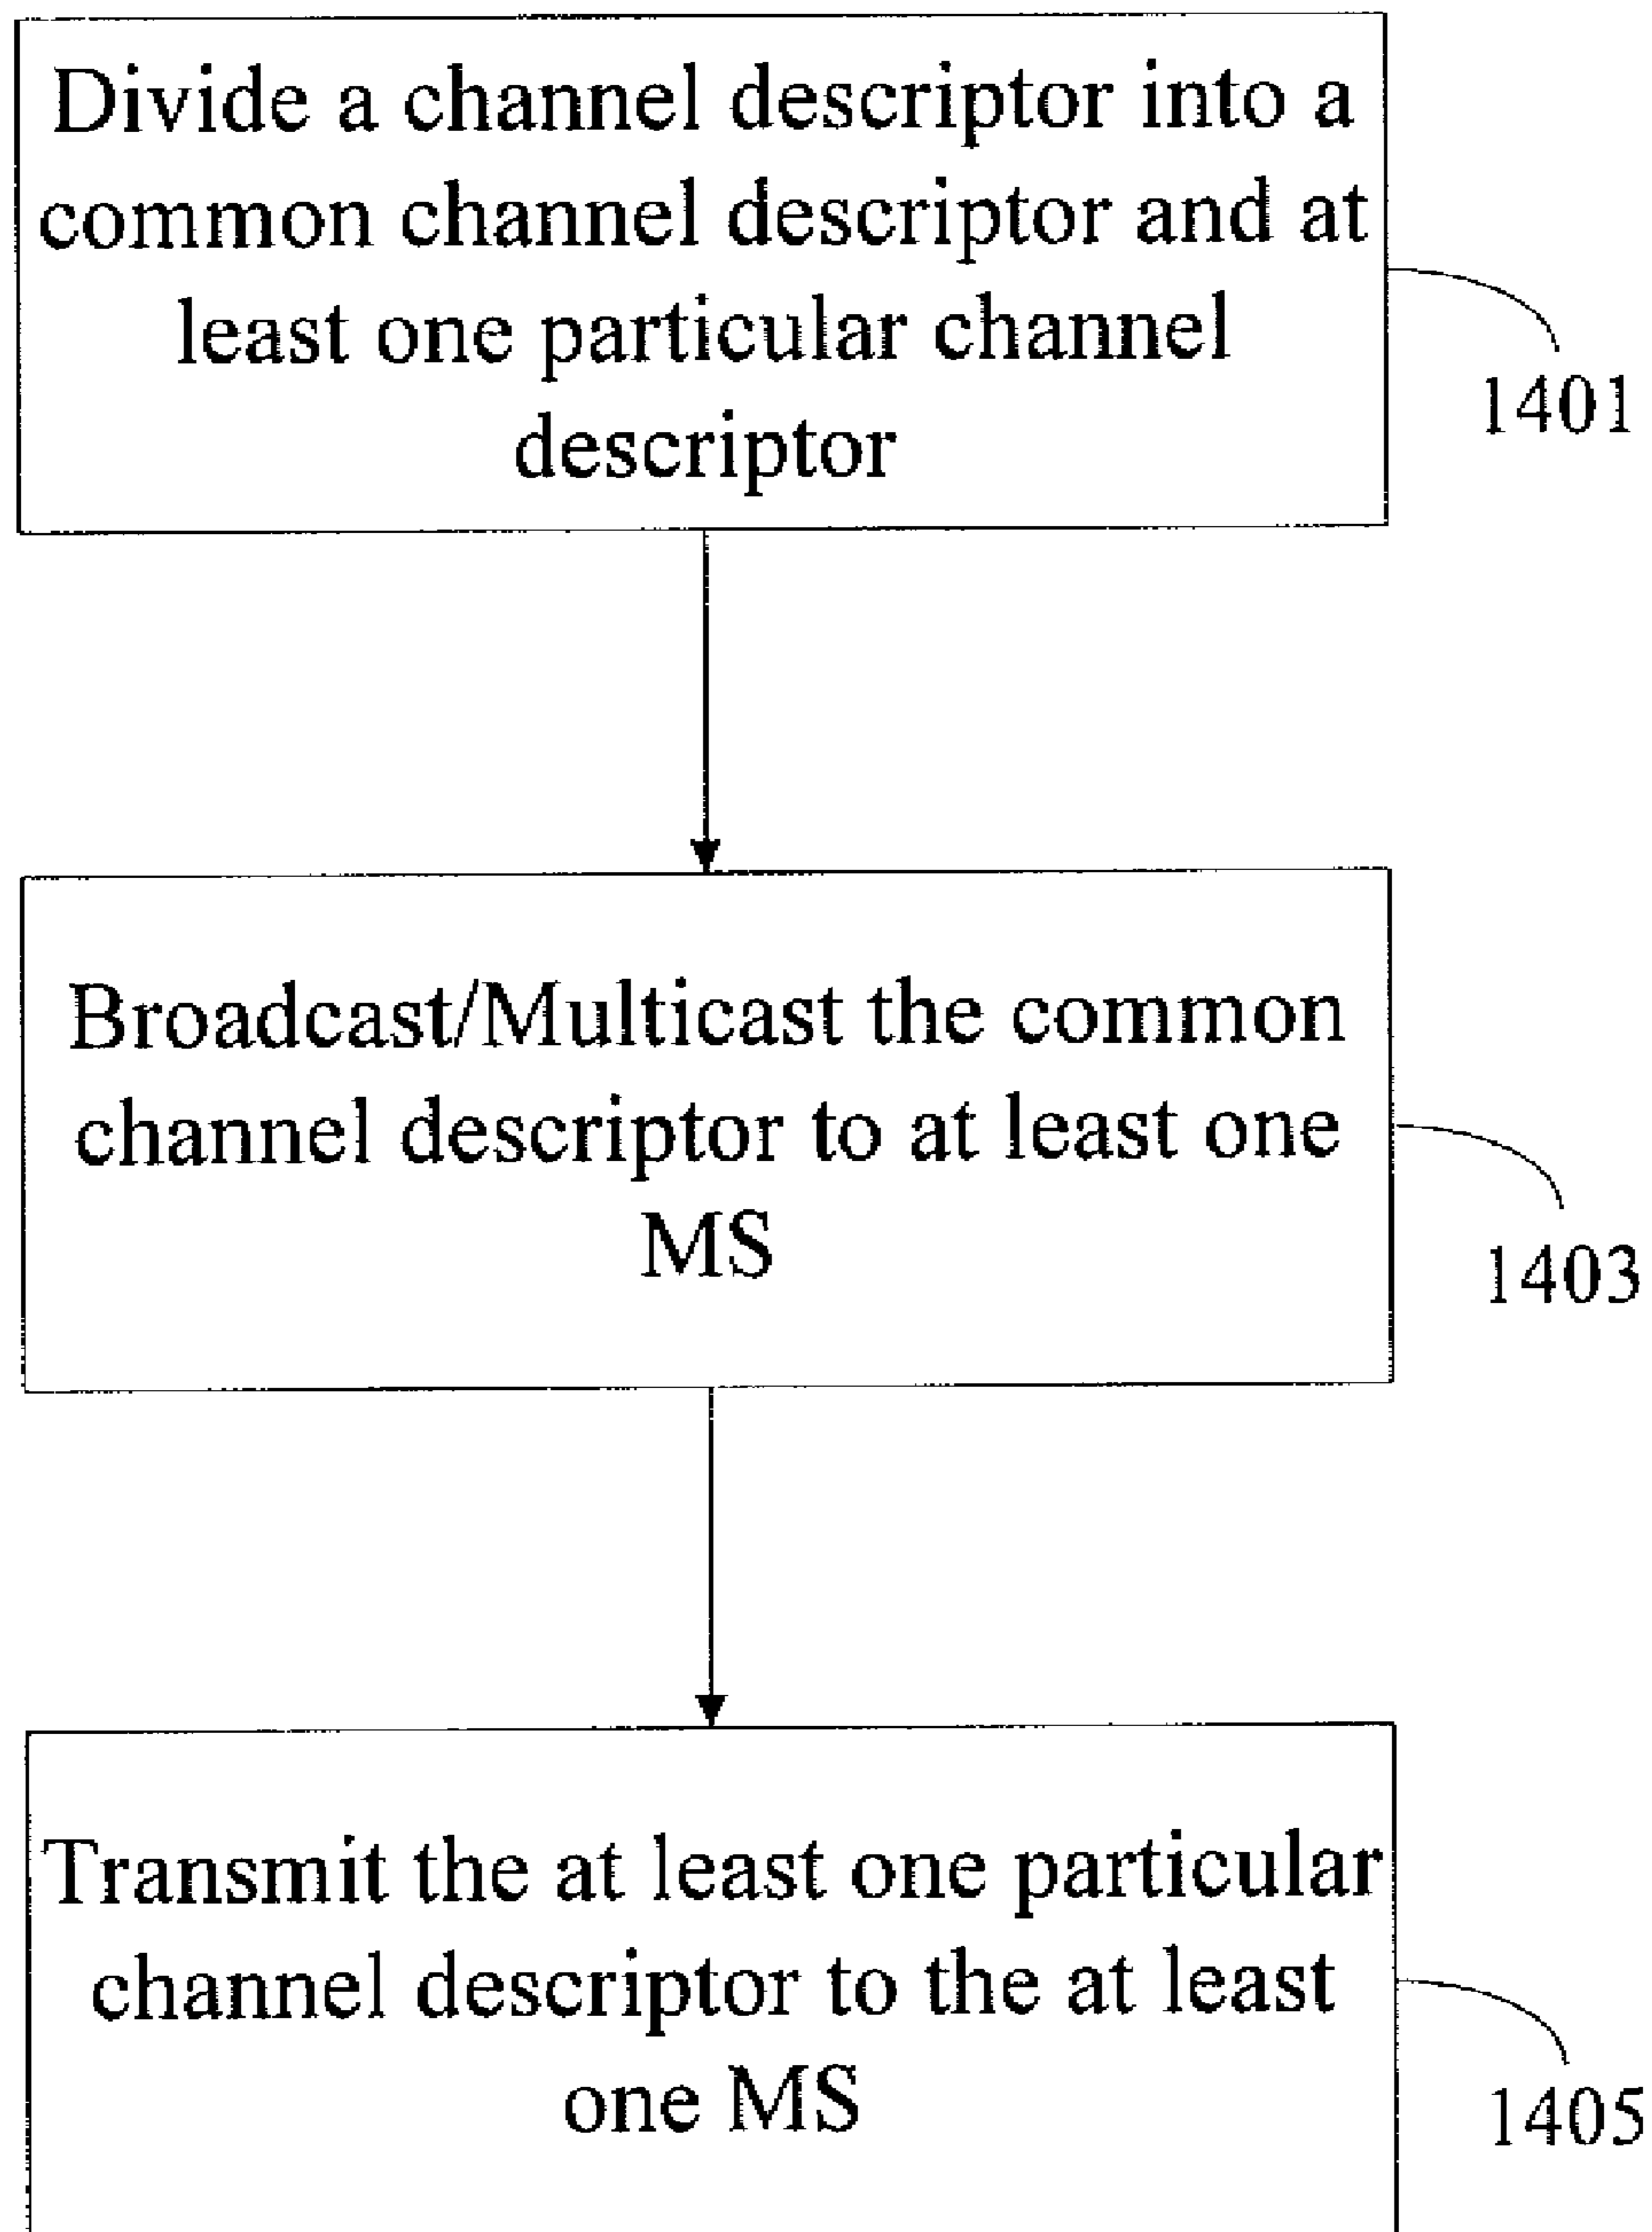 Divide a channel descriptor into a
common channel descriptor and at
least one particular channel
descriptor
1401
Broadcast/Multicast the common
channel descriptor to at least one
MS
1403
Transmit the at least one particular
channel descriptor to the at least
one MS
1405